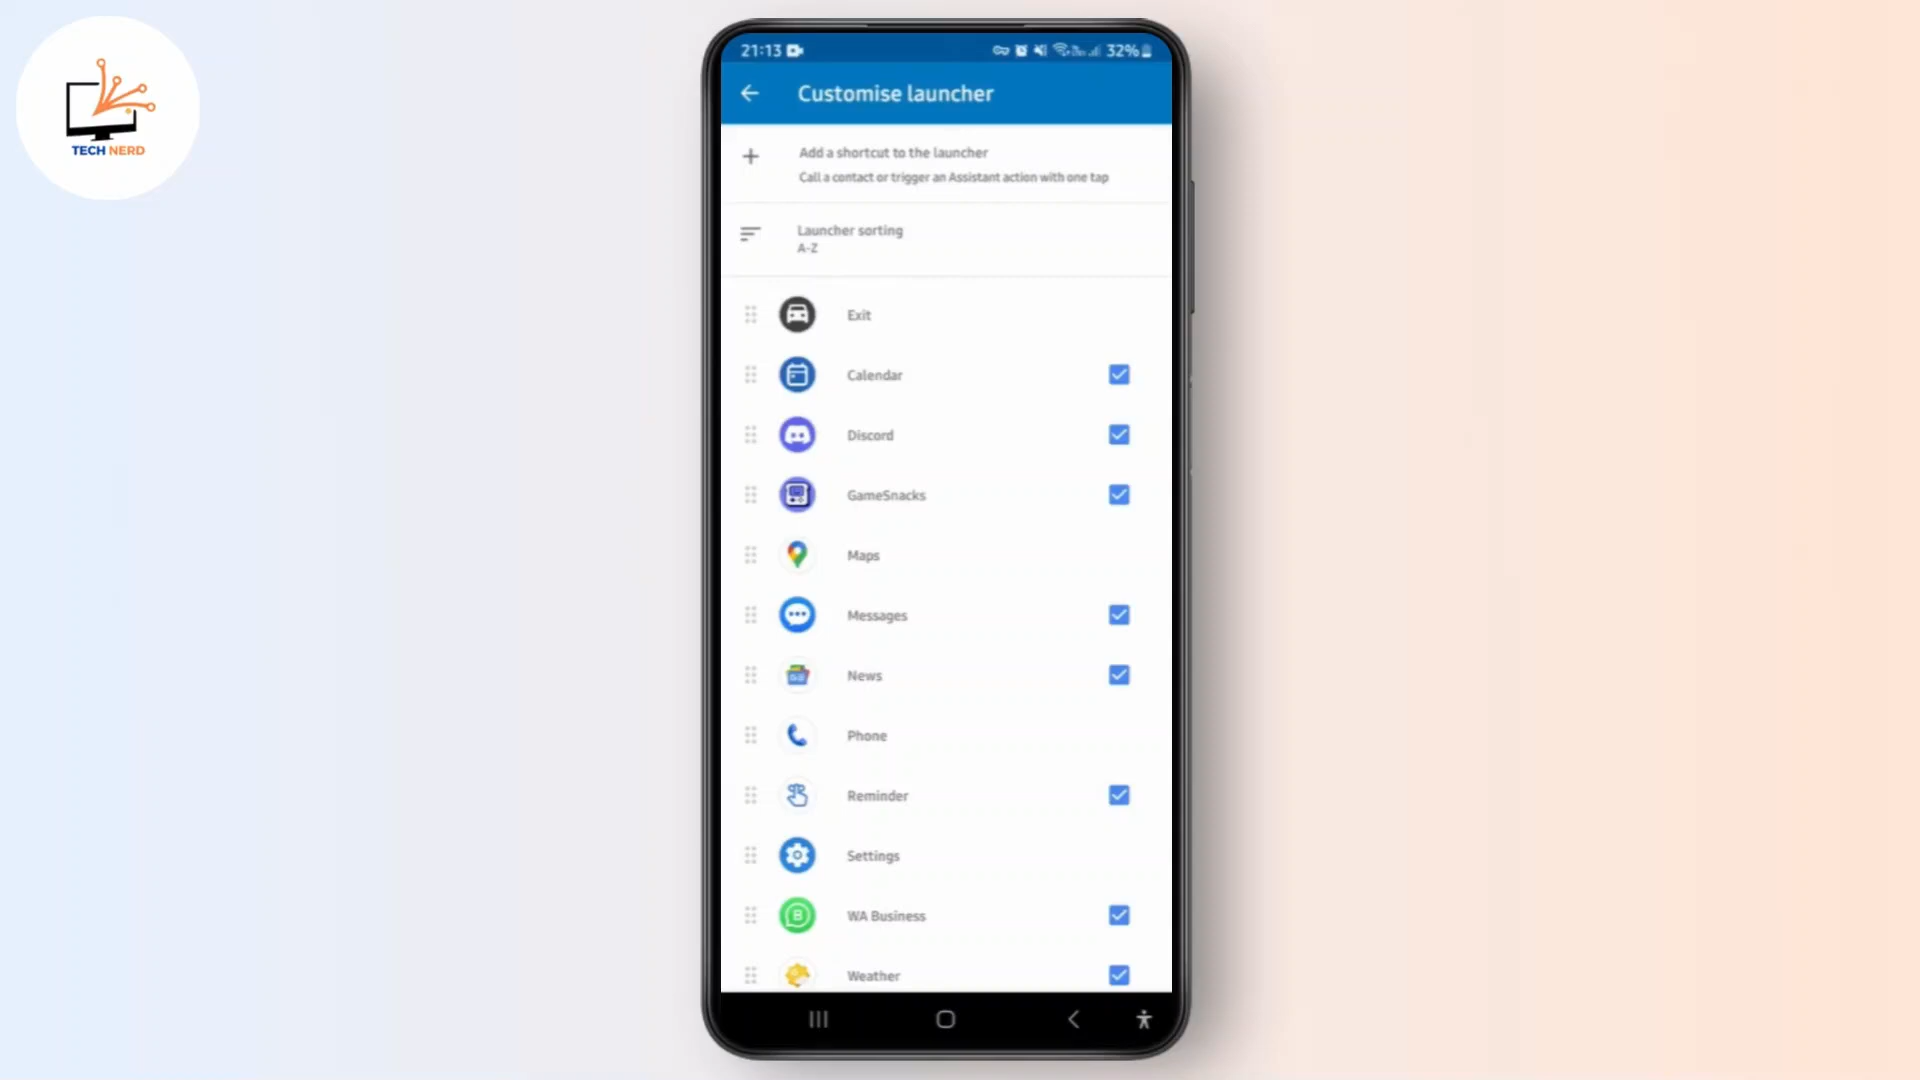 TECH NERD
21:13
32%
Customise launcher
Add a shortcut to the launcher
Call a contact or trigger an Assistant action with one tap
Launcher sorting
A-Z
Exit
Calendar
Discord
GameSnacks
Maps
Messages
News
Phone
Reminder
Settings
WA Business
Weather